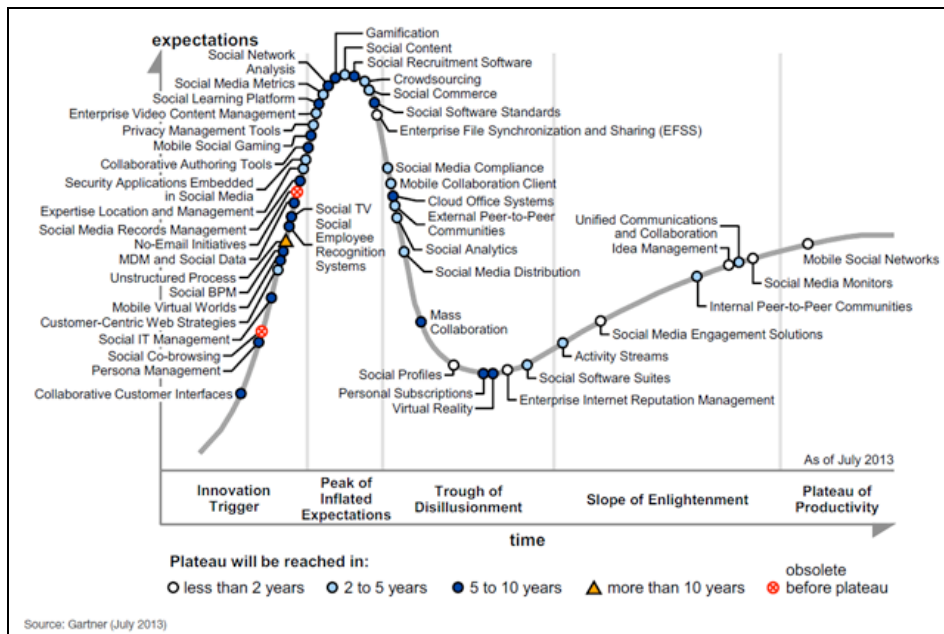 expectations
Gamification
Social Content
Social Recruitment Software
Crowdsourcing
Social Commerce
Social Software Standards
Enterprise File Synchronization and Sharing (EFSS)
Social Network
Analysis
Social Media Metrics
Social Learning Platform
Enterprise Video Content Management
Privacy Management Tools
Mobile Social Gaming
Collaborative Authoring Tools
Security Applications Embedded
in Social Media
Expertise Location and Management
Social Media Records Management
No-Email Initiatives
MDM and Social Data
Unstructured Process
Social BPM
Mobile Virtual Worlds
Customer-Centric Web Strategies
Social IT Management
Social Co-browsing
Persona Management
Collaborative Customer Interfaces
Social TV
Social
Employee
Recognition
Systems
Social Media Compliance
Mobile Collaboration Client
Cloud Office Systems
External Peer-to-Peer
Communities
Social Analytics
Social Media Distribution
Mass
Collaboration
Social Profiles
Personal Subscriptions
Virtual Reality
Enterprise Internet Reputation Management
Social Software Suites
Activity Streams
Social Media Engagement Solutions
Internal Peer-to-Peer Communities
Unified Communications
and Collaboration
Idea Management
Social Media Monitors
Mobile Social Networks
As of July 2013
Innovation
Trigger
Peak of
Inflated
Expectations
Trough of
Disillusionment
Slope of Enlightenment
Plateau of
Productivity
time
Plateau will be reached in:
less than 2 years
2 to 5 years
5 to 10 years
more than 10 years
obsolete
before plateau
Source: Gartner (July 2013)